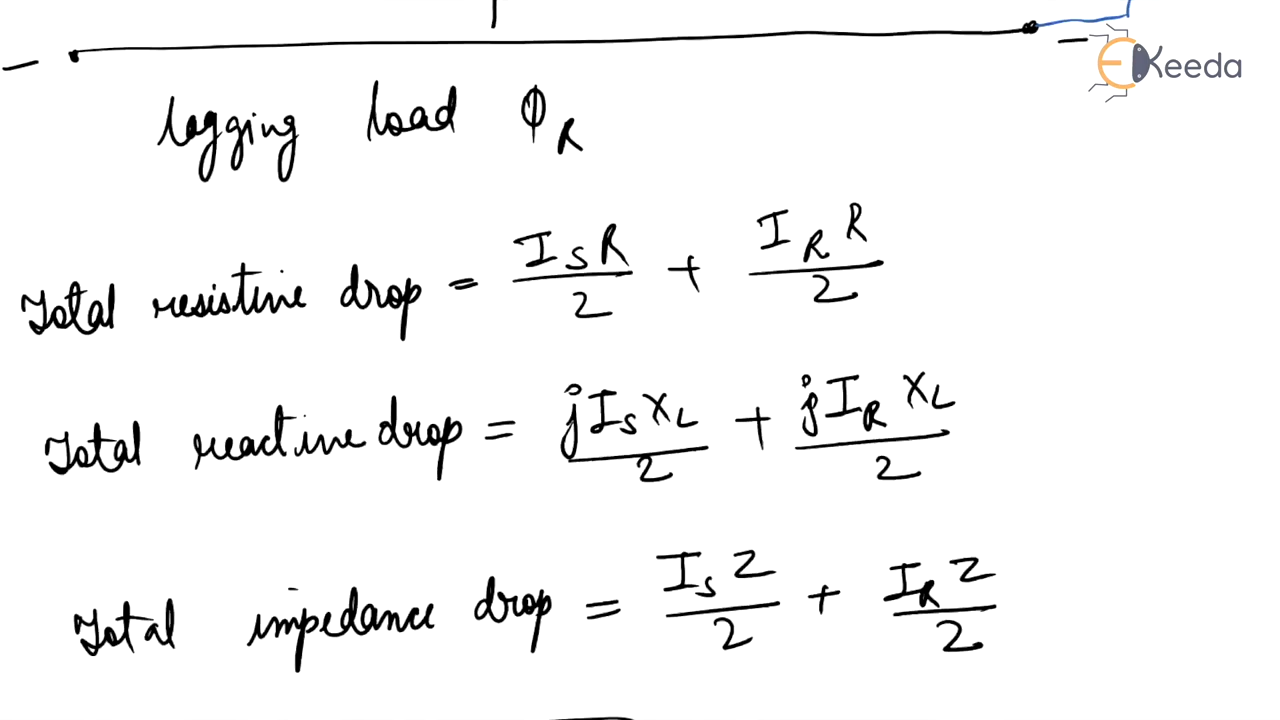 EKeeda
lagging load ΦR
Total resistive drop = ISR/2 + IRR/2
Total reactive drop = jISXL/2 + jIRXL/2
Total impedance drop = ISZ/2 + IRZ/2